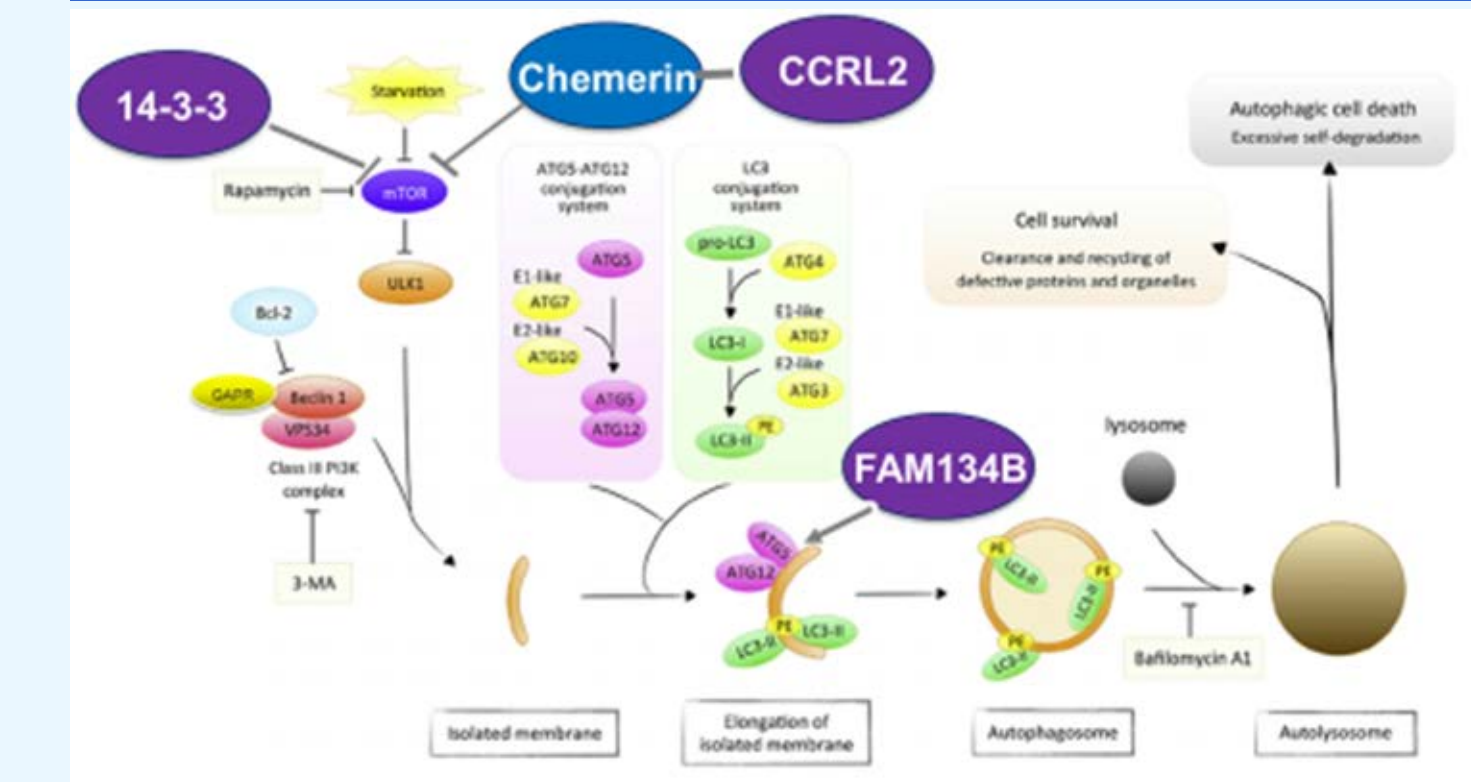 14-3-3
Starvation
Chemerin
CCRL2
Rapamycin
mTOR
ULK1
Bcl-2
GAPR
Beclin 1
VPS34
Class III PI3K
complex
3-MA
ATG5-ATG12
conjugation
system
ATG5
E1-like
ATG7
E2-like
ATG10
ATG5
ATG12
LC3
conjugation
system
pro-LC3
ATG4
LC3-I
E1-like
ATG7
E2-like
ATG3
LC3-II
PE
Autophagic cell death
Excessive self-degradation
Cell survival
Clearance and recycling of
defective proteins and organelles
FAM134B
lysosome
ATG5
ATG12
PE
LC3-II
LC3-II
PE
LC3-II
PE
LC3-II
PE
LC3-II
Bafilomycin A1
Isolated membrane
Elongation of
isolated membrane
Autophagosome
Autolysosome